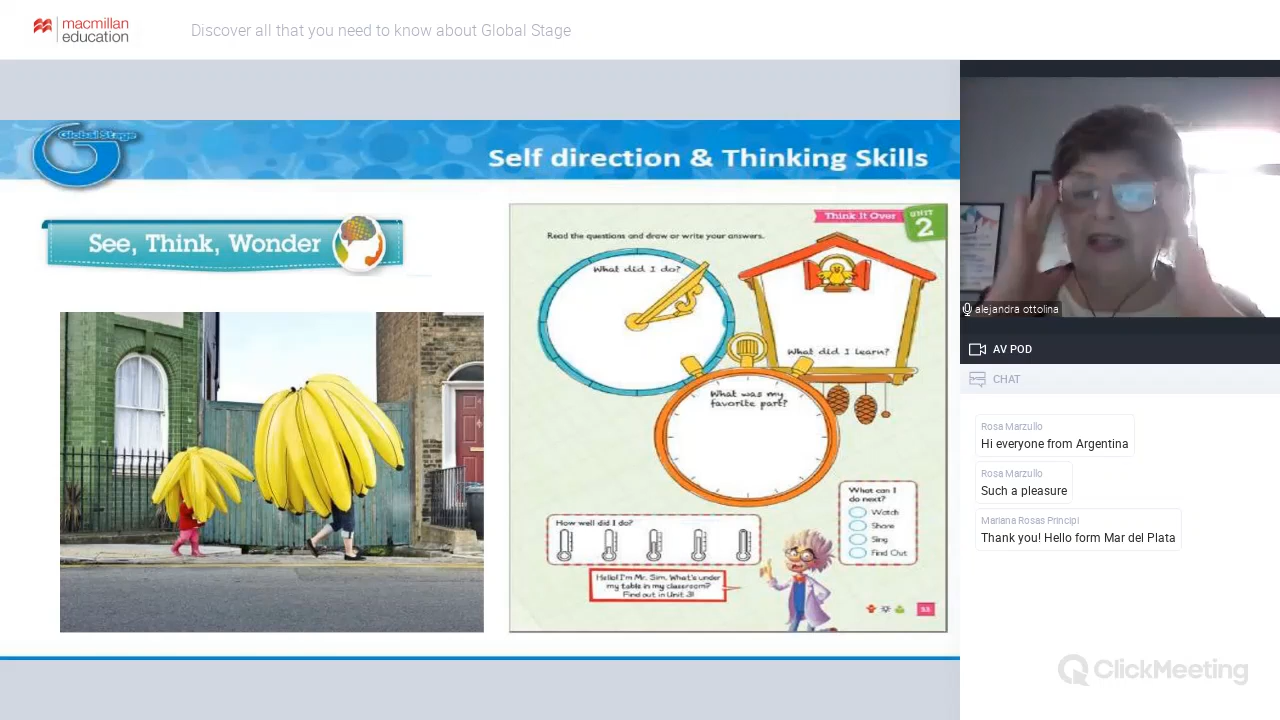 macmillan
education
Discover all that you need to know about Global Stage
Global Stage
Self direction & Thinking Skills
See, Think, Wonder
Think It Over
UNIT
2
Read the questions and draw or write your answers.
What did I do?
What did I learn?
What was my
favorite part?
What can I
do next?
Watch
Share
Sing
Find Out
How well did I do?
Hello! I'm Mr. Sim. What's under
my table in my classroom?
Find out in Unit 3!
alejandra ottolina
AV POD
CHAT
Rosa Marzullo
Hi everyone from Argentina
Rosa Marzullo
Such a pleasure
Mariana Rosas Principi
Thank you! Hello form Mar del Plata
ClickMeeting